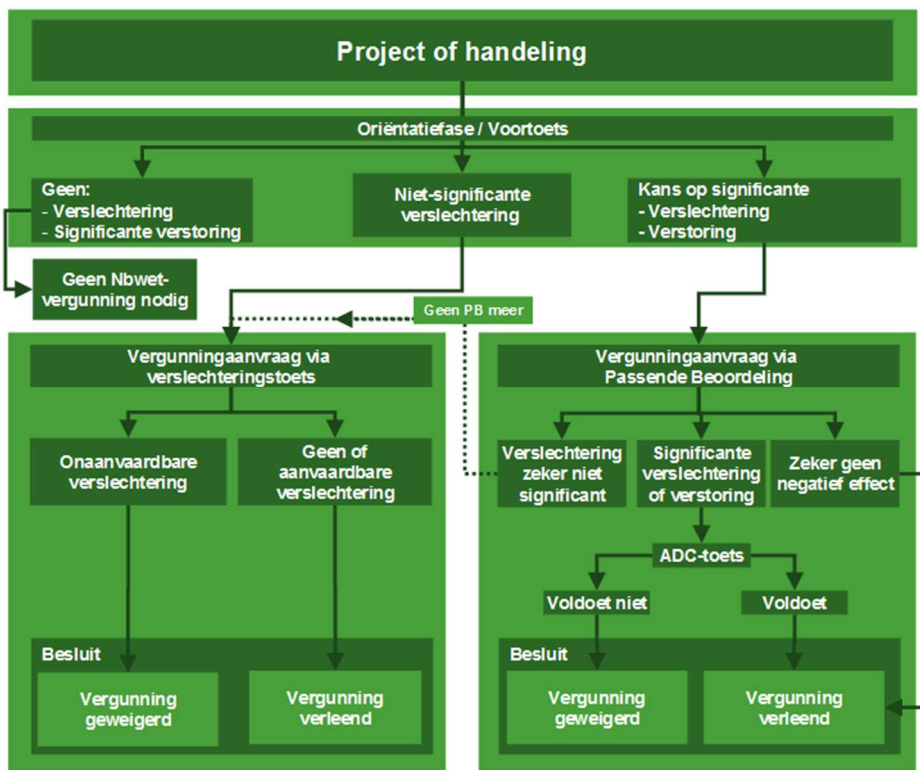 Project of handeling
Oriëntatiefase / Voortoets
Geen:
- Verslechtering
- Significante verstoring
Niet-significante
verslechtering
Kans op significante
- Verslechtering
- Verstoring
Geen Nbwet-
vergunning nodig
Geen PB meer
Vergunningaanvraag via
verslechteringstoets
Vergunningaanvraag via
Passende Beoordeling
Onaanvaardbare
verslechtering
Geen of
aanvaardbare
verslechtering
Verslechtering
zeker niet
significant
Significante
verslechtering
of verstoring
Zeker geen
negatief effect
ADC-toets
Voldoet niet
Voldoet
Besluit
Vergunning
geweigerd
Vergunning
verleend
Besluit
Vergunning
geweigerd
Vergunning
verleend